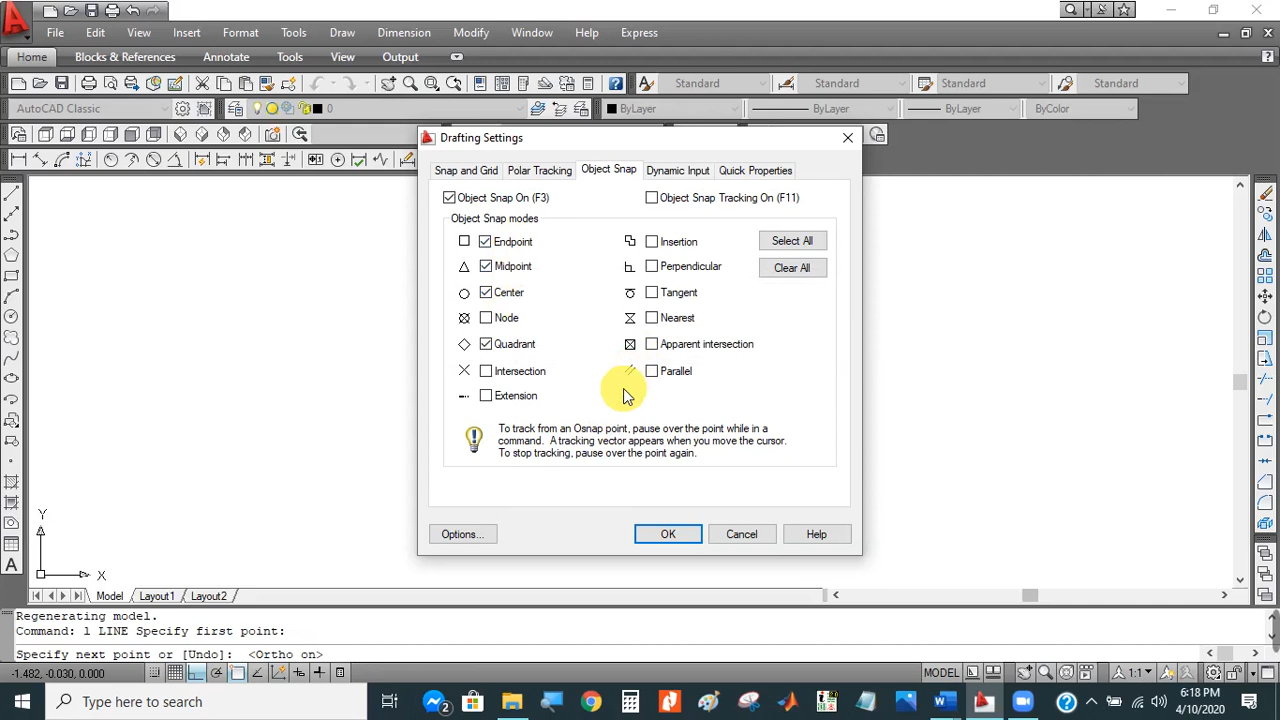 File Edit View Insert Format Tools Draw Dimension Modify Window Help Express
Home Blocks & References Annotate Tools View Output
Standard Standard Standard Standard
AutoCAD Classic 0 ByLayer ByLayer ByLayer ByColor
Drafting Settings
Snap and Grid Polar Tracking Object Snap Dynamic Input Quick Properties
Object Snap On (F3) Object Snap Tracking On (F11)
Object Snap modes
Endpoint Insertion Select All
Midpoint Perpendicular Clear All
Center Tangent
Node Nearest
Quadrant Apparent intersection
Intersection Parallel
Extension
To track from an Osnap point, pause over the point while in a
command. A tracking vector appears when you move the cursor.
To stop tracking, pause over the point again.
Options... OK Cancel Help
Y
X
Model Layout1 Layout2
Regenerating model.
Command: l LINE Specify first point:
Specify next point or [Undo]: <Ortho on>
-1.482, -0.030, 0.000 MODEL 1:1
Type here to search 2 6:18 PM
4/10/2020